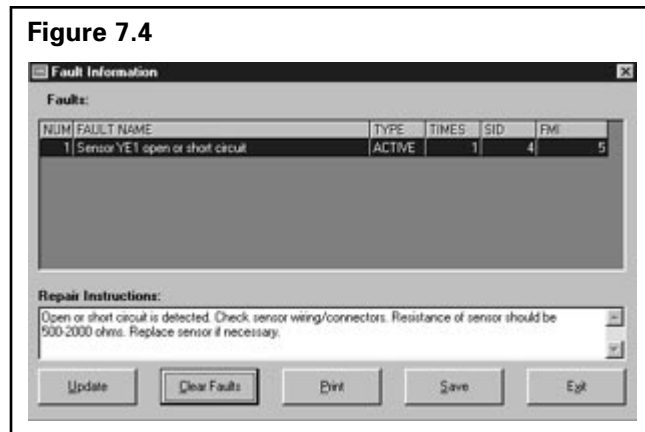 Figure 7.4
Fault Information
Faults:
NUM FAULT NAME TYPE TIMES SID FMI
1 Sensor YE1 open or short circuit ACTIVE 1 4 5
Repair Instructions:
Open or short circuit is detected. Check sensor wiring/connectors. Resistance of sensor should be
500-2000 ohms. Replace sensor if necessary.
Update Clear Faults Print Save Exit